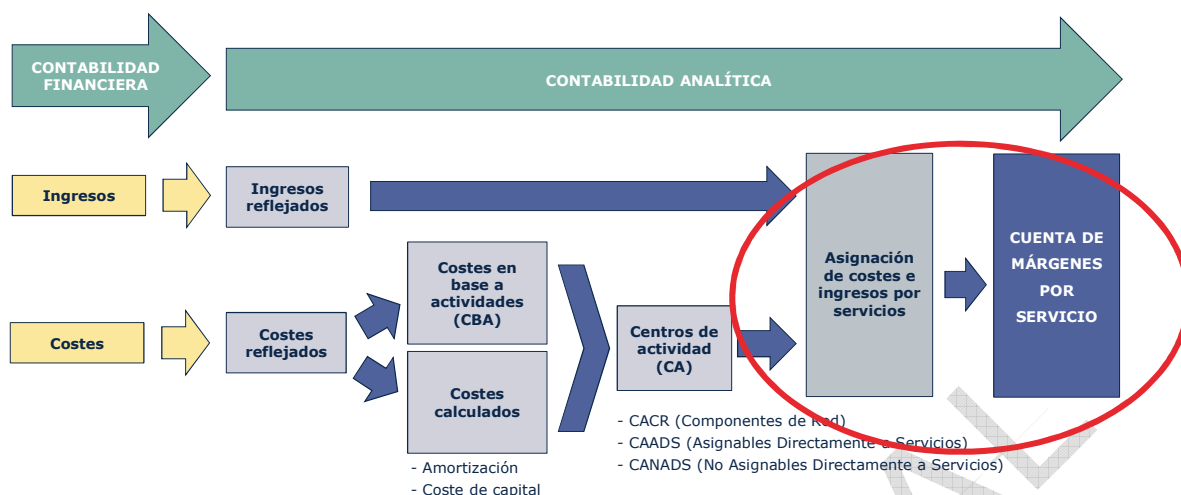 CONTABILIDAD
FINANCIERA
CONTABILIDAD ANALÍTICA
Ingresos
Ingresos
reflejados
Asignación
de costes e
ingresos por
servicios
CUENTA DE
MÁRGENES
POR
SERVICIO
Costes
Costes
reflejados
Costes en
base a
actividades
(CBA)
Costes
calculados
Centros de
actividad
(CA)
- Amortización
- Coste de capital
- CACR (Componentes de Red)
- CAADS (Asignables Directamente a Servicios)
- CANADS (No Asignables Directamente a Servicios)